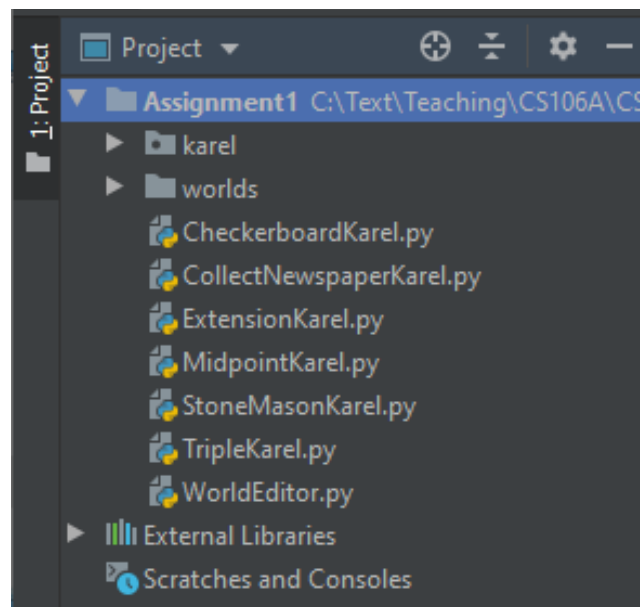 1: Project
Project
Assignment1 C:\Text\Teaching\CS106A\CS
karel
worlds
CheckerboardKarel.py
CollectNewspaperKarel.py
ExtensionKarel.py
MidpointKarel.py
StoneMasonKarel.py
TripleKarel.py
WorldEditor.py
External Libraries
Scratches and Consoles